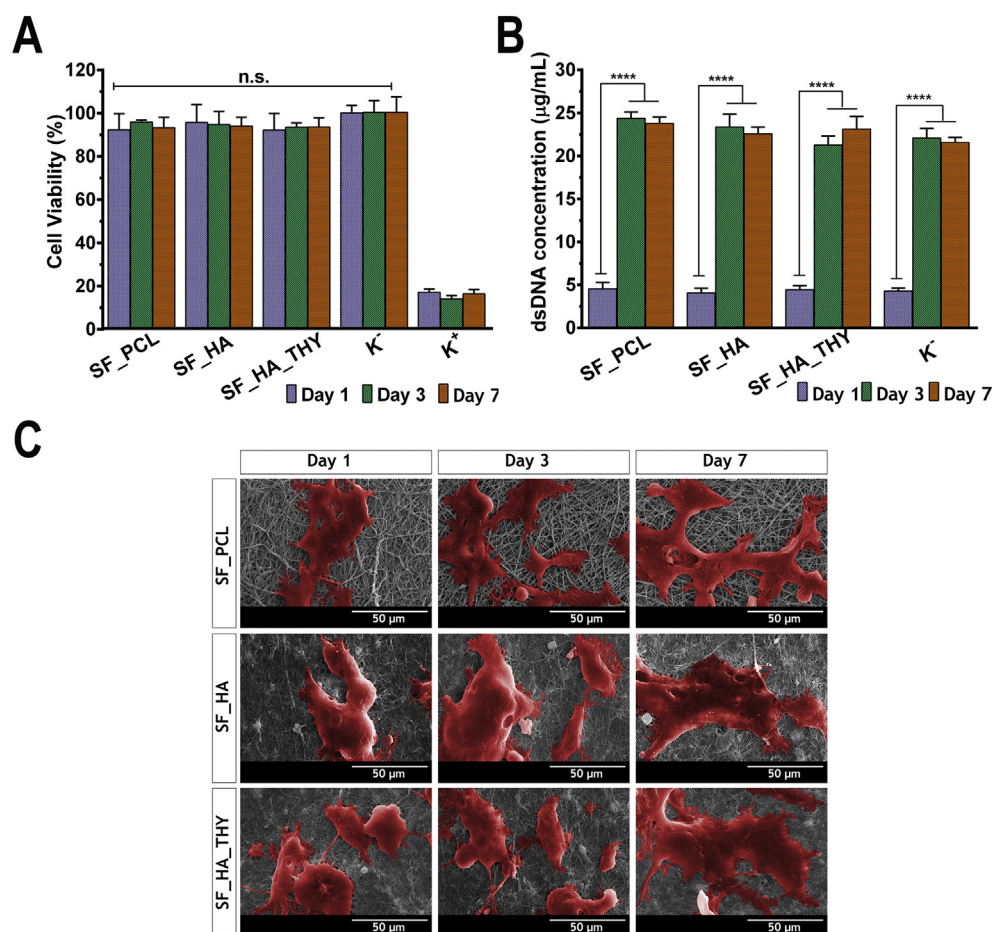 A
Cell Viability (%)
120
100
80
60
40
20
0
n.s.
SF_PCL
SF_HA
SF_HA_THY
K-
K+
Day 1 Day 3 Day 7
B
dsDNA concentration (µg/mL)
30
25
20
15
10
5
0
**** **** **** ****
SF_PCL
SF_HA
SF_HA_THY
K-
Day 1 Day 3 Day 7
C
Day 1 Day 3 Day 7
SF_PCL
50 µm 50 µm 50 µm
SF_HA
50 µm 50 µm 50 µm
SF_HA_THY
50 µm 50 µm 50 µm